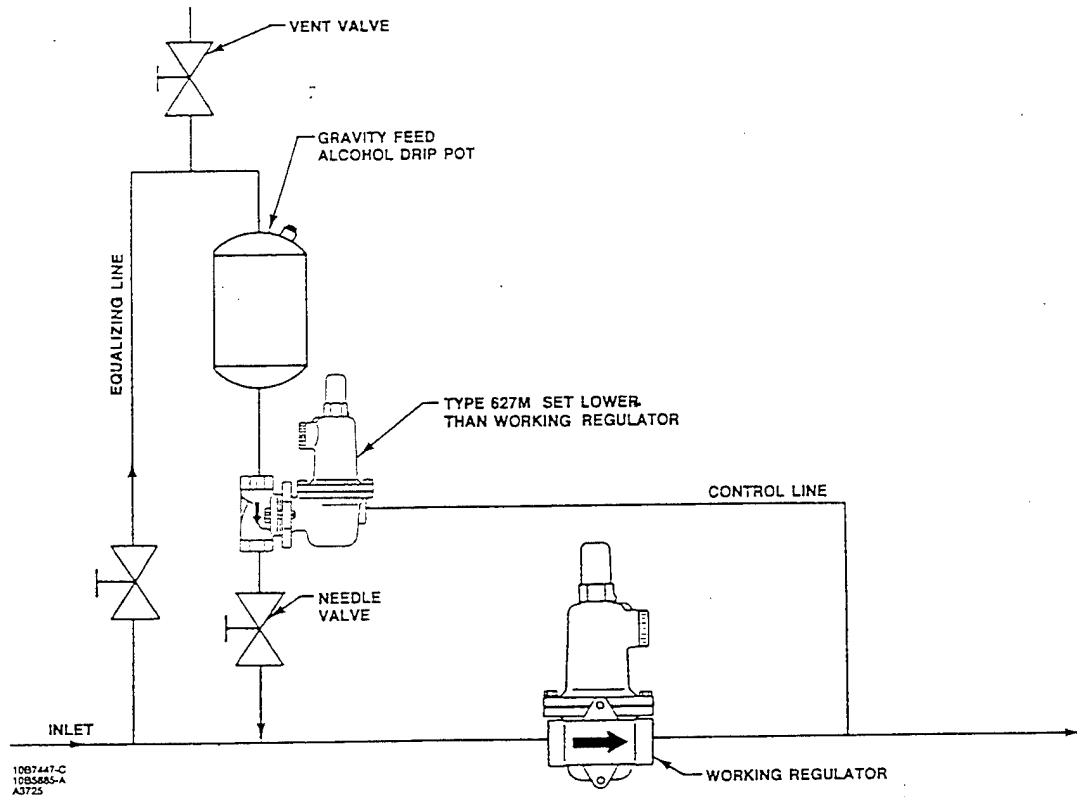 VENT VALVE
GRAVITY FEED
ALCOHOL DRIP POT
EQUALIZING LINE
TYPE 627M SET LOWER
THAN WORKING REGULATOR
CONTROL LINE
NEEDLE
VALVE
INLET
WORKING REGULATOR
10B7447-C
10B5885-A
A3725